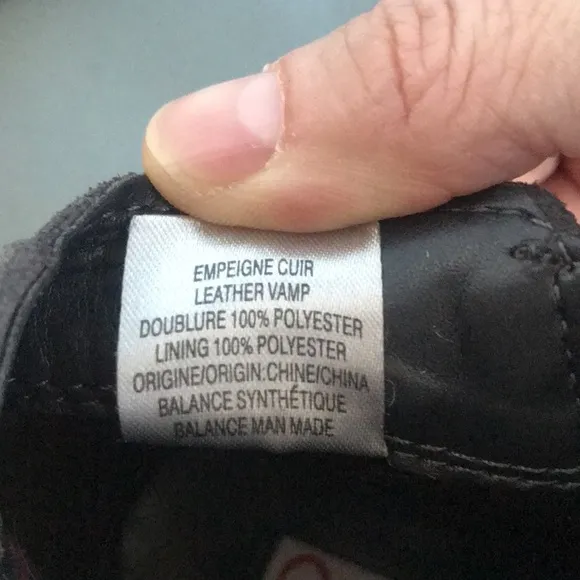 EMPEIGNE CUIR
LEATHER VAMP
DOUBLURE 100% POLYESTER
LINING 100% POLYESTER
ORIGINE/ORIGIN:CHINE/CHINA
BALANCE SYNTHÉTIQUE
BALANCE MAN MADE